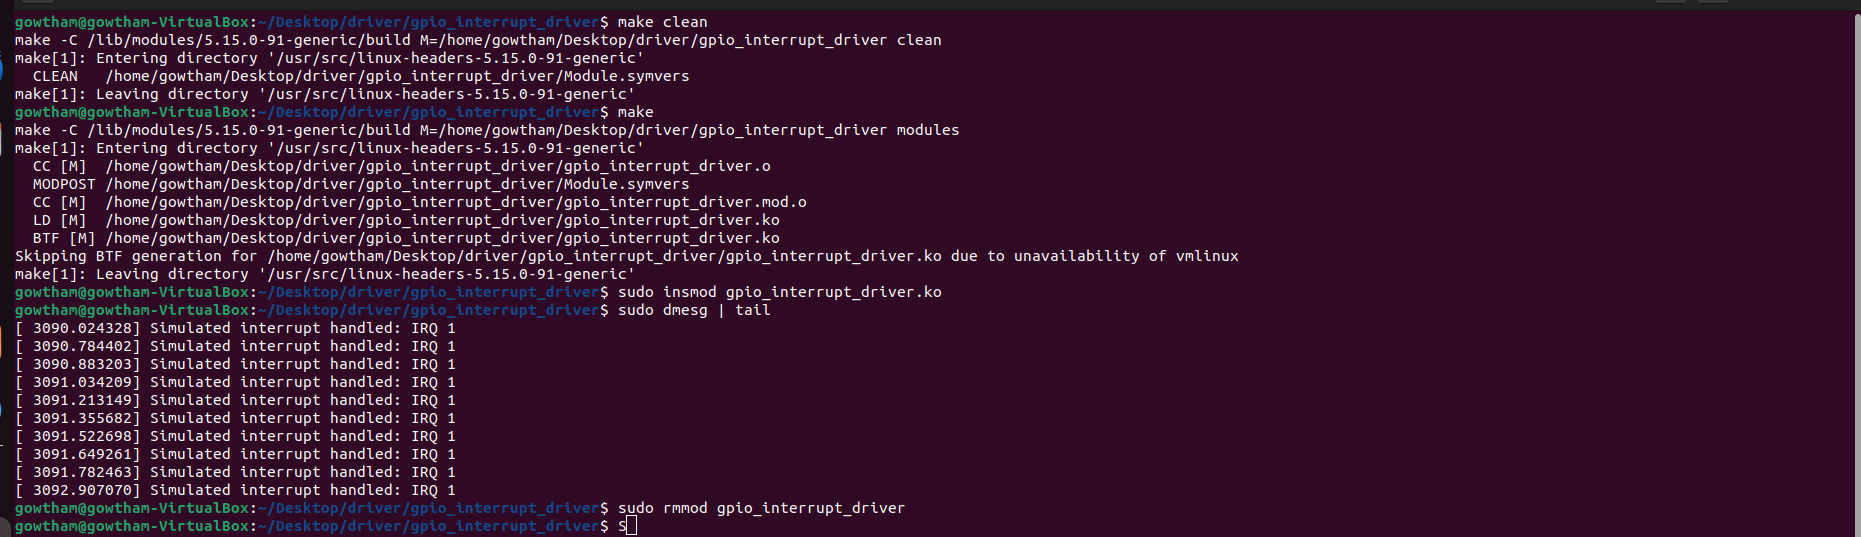 gowtham@gowtham-VirtualBox:~/Desktop/driver/gpio_interrupt_driver$ make clean
make -C /lib/modules/5.15.0-91-generic/build M=/home/gowtham/Desktop/driver/gpio_interrupt_driver clean
make[1]: Entering directory '/usr/src/linux-headers-5.15.0-91-generic'
  CLEAN   /home/gowtham/Desktop/driver/gpio_interrupt_driver/Module.symvers
make[1]: Leaving directory '/usr/src/linux-headers-5.15.0-91-generic'
gowtham@gowtham-VirtualBox:~/Desktop/driver/gpio_interrupt_driver$ make
make -C /lib/modules/5.15.0-91-generic/build M=/home/gowtham/Desktop/driver/gpio_interrupt_driver modules
make[1]: Entering directory '/usr/src/linux-headers-5.15.0-91-generic'
  CC [M]  /home/gowtham/Desktop/driver/gpio_interrupt_driver/gpio_interrupt_driver.o
  MODPOST /home/gowtham/Desktop/driver/gpio_interrupt_driver/Module.symvers
  CC [M]  /home/gowtham/Desktop/driver/gpio_interrupt_driver/gpio_interrupt_driver.mod.o
  LD [M]  /home/gowtham/Desktop/driver/gpio_interrupt_driver/gpio_interrupt_driver.ko
  BTF [M] /home/gowtham/Desktop/driver/gpio_interrupt_driver/gpio_interrupt_driver.ko
Skipping BTF generation for /home/gowtham/Desktop/driver/gpio_interrupt_driver/gpio_interrupt_driver.ko due to unavailability of vmlinux
make[1]: Leaving directory '/usr/src/linux-headers-5.15.0-91-generic'
gowtham@gowtham-VirtualBox:~/Desktop/driver/gpio_interrupt_driver$ sudo insmod gpio_interrupt_driver.ko
gowtham@gowtham-VirtualBox:~/Desktop/driver/gpio_interrupt_driver$ sudo dmesg | tail
[ 3090.024328] Simulated interrupt handled: IRQ 1
[ 3090.784402] Simulated interrupt handled: IRQ 1
[ 3090.883203] Simulated interrupt handled: IRQ 1
[ 3091.034209] Simulated interrupt handled: IRQ 1
[ 3091.213149] Simulated interrupt handled: IRQ 1
[ 3091.355682] Simulated interrupt handled: IRQ 1
[ 3091.522698] Simulated interrupt handled: IRQ 1
[ 3091.649261] Simulated interrupt handled: IRQ 1
[ 3091.782463] Simulated interrupt handled: IRQ 1
[ 3092.907070] Simulated interrupt handled: IRQ 1
gowtham@gowtham-VirtualBox:~/Desktop/driver/gpio_interrupt_driver$ sudo rmmod gpio_interrupt_driver
gowtham@gowtham-VirtualBox:~/Desktop/driver/gpio_interrupt_driver$ S